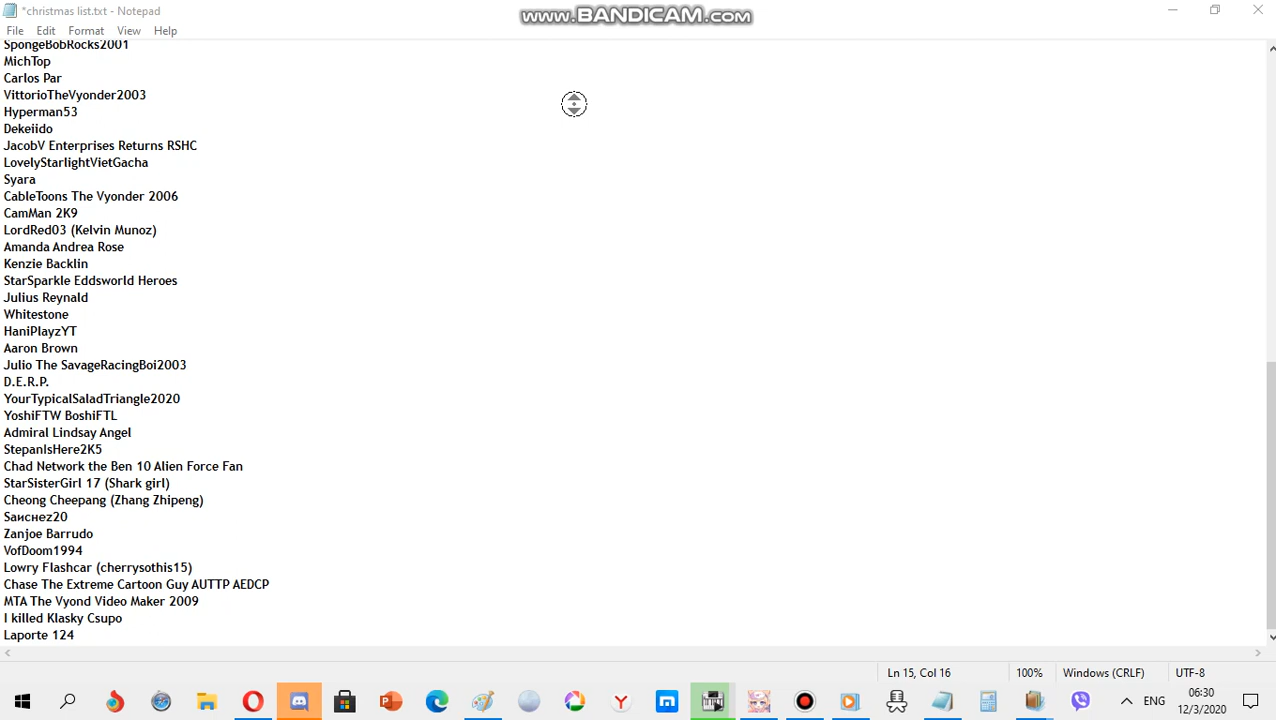 *christmas list.txt - Notepad
www.BANDICAM.com
File Edit Format View Help
SpongeBobRocks2001
MichTop
Carlos Par
VittorioTheVyonder2003
Hyperman53
Dekeiido
JacobV Enterprises Returns RSHC
LovelyStarlightVietGacha
Syara
CableToons The Vyonder 2006
CamMan 2K9
LordRed03 (Kelvin Munoz)
Amanda Andrea Rose
Kenzie Backlin
StarSparkle Eddsworld Heroes
Julius Reynald
Whitestone
HaniPlayzYT
Aaron Brown
Julio The SavageRacingBoi2003
D.E.R.P.
YourTypicalSaladTriangle2020
YoshiFTW BoshiFTL
Admiral Lindsay Angel
StepanIsHere2K5
Chad Network the Ben 10 Alien Force Fan
StarSisterGirl 17 (Shark girl)
Cheong Cheepang (Zhang Zhipeng)
Saисhez20
Zanjoe Barrudo
VofDoom1994
Lowry Flashcar (cherrysothis15)
Chase The Extreme Cartoon Guy AUTTP AEDCP
MTA The Vyond Video Maker 2009
I killed Klasky Csupo
Laporte 124
Ln 15, Col 16 100% Windows (CRLF) UTF-8
ENG 06:30
12/3/2020